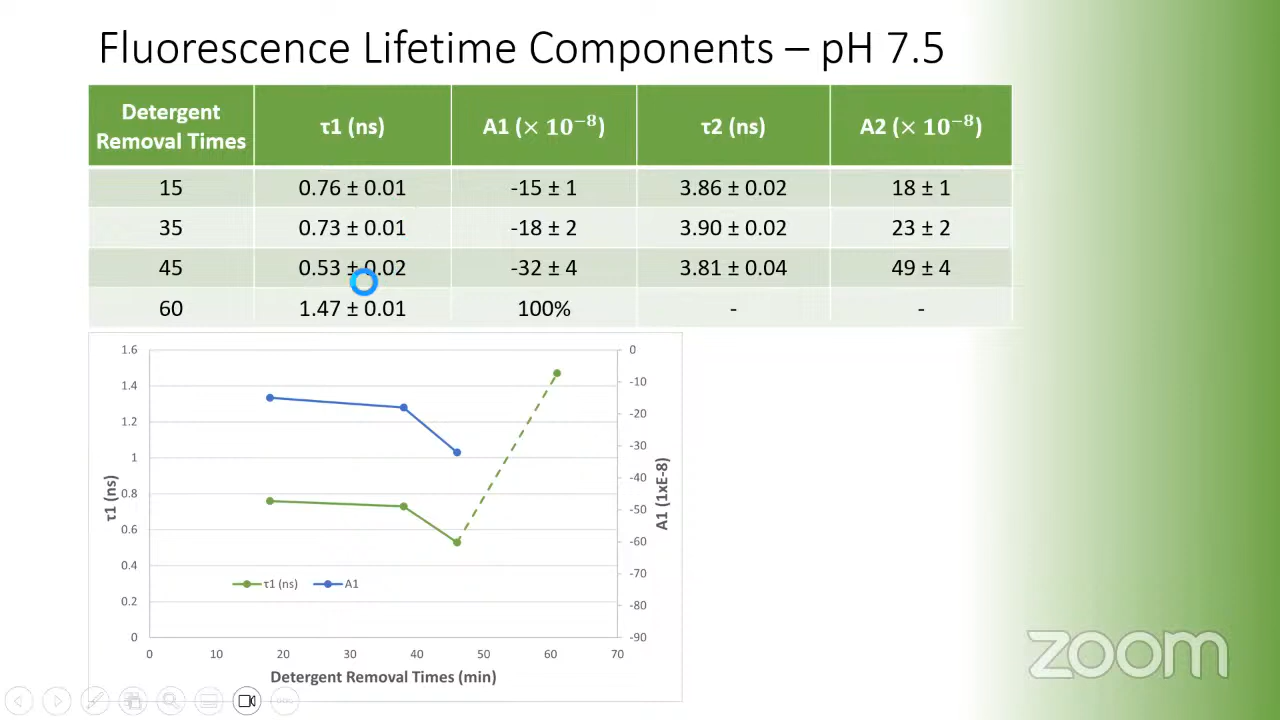 Fluorescence Lifetime Components – pH 7.5
Detergent Removal Times τ1 (ns) A1 (× 10⁻⁸) τ2 (ns) A2 (× 10⁻⁸)
15 0.76 ± 0.01 -15 ± 1 3.86 ± 0.02 18 ± 1
35 0.73 ± 0.01 -18 ± 2 3.90 ± 0.02 23 ± 2
45 0.53 ± 0.02 -32 ± 4 3.81 ± 0.04 49 ± 4
60 1.47 ± 0.01 100% - -
1.6 0
1.4 -10
-20
1.2
-30
1
-40
0.8
-50
0.6 -60
0.4 -70
0.2 -80
0 -90
τ1 (ns)
A1 (1xE-8)
τ1 (ns) A1
0 10 20 30 40 50 60 70
Detergent Removal Times (min)
zoom